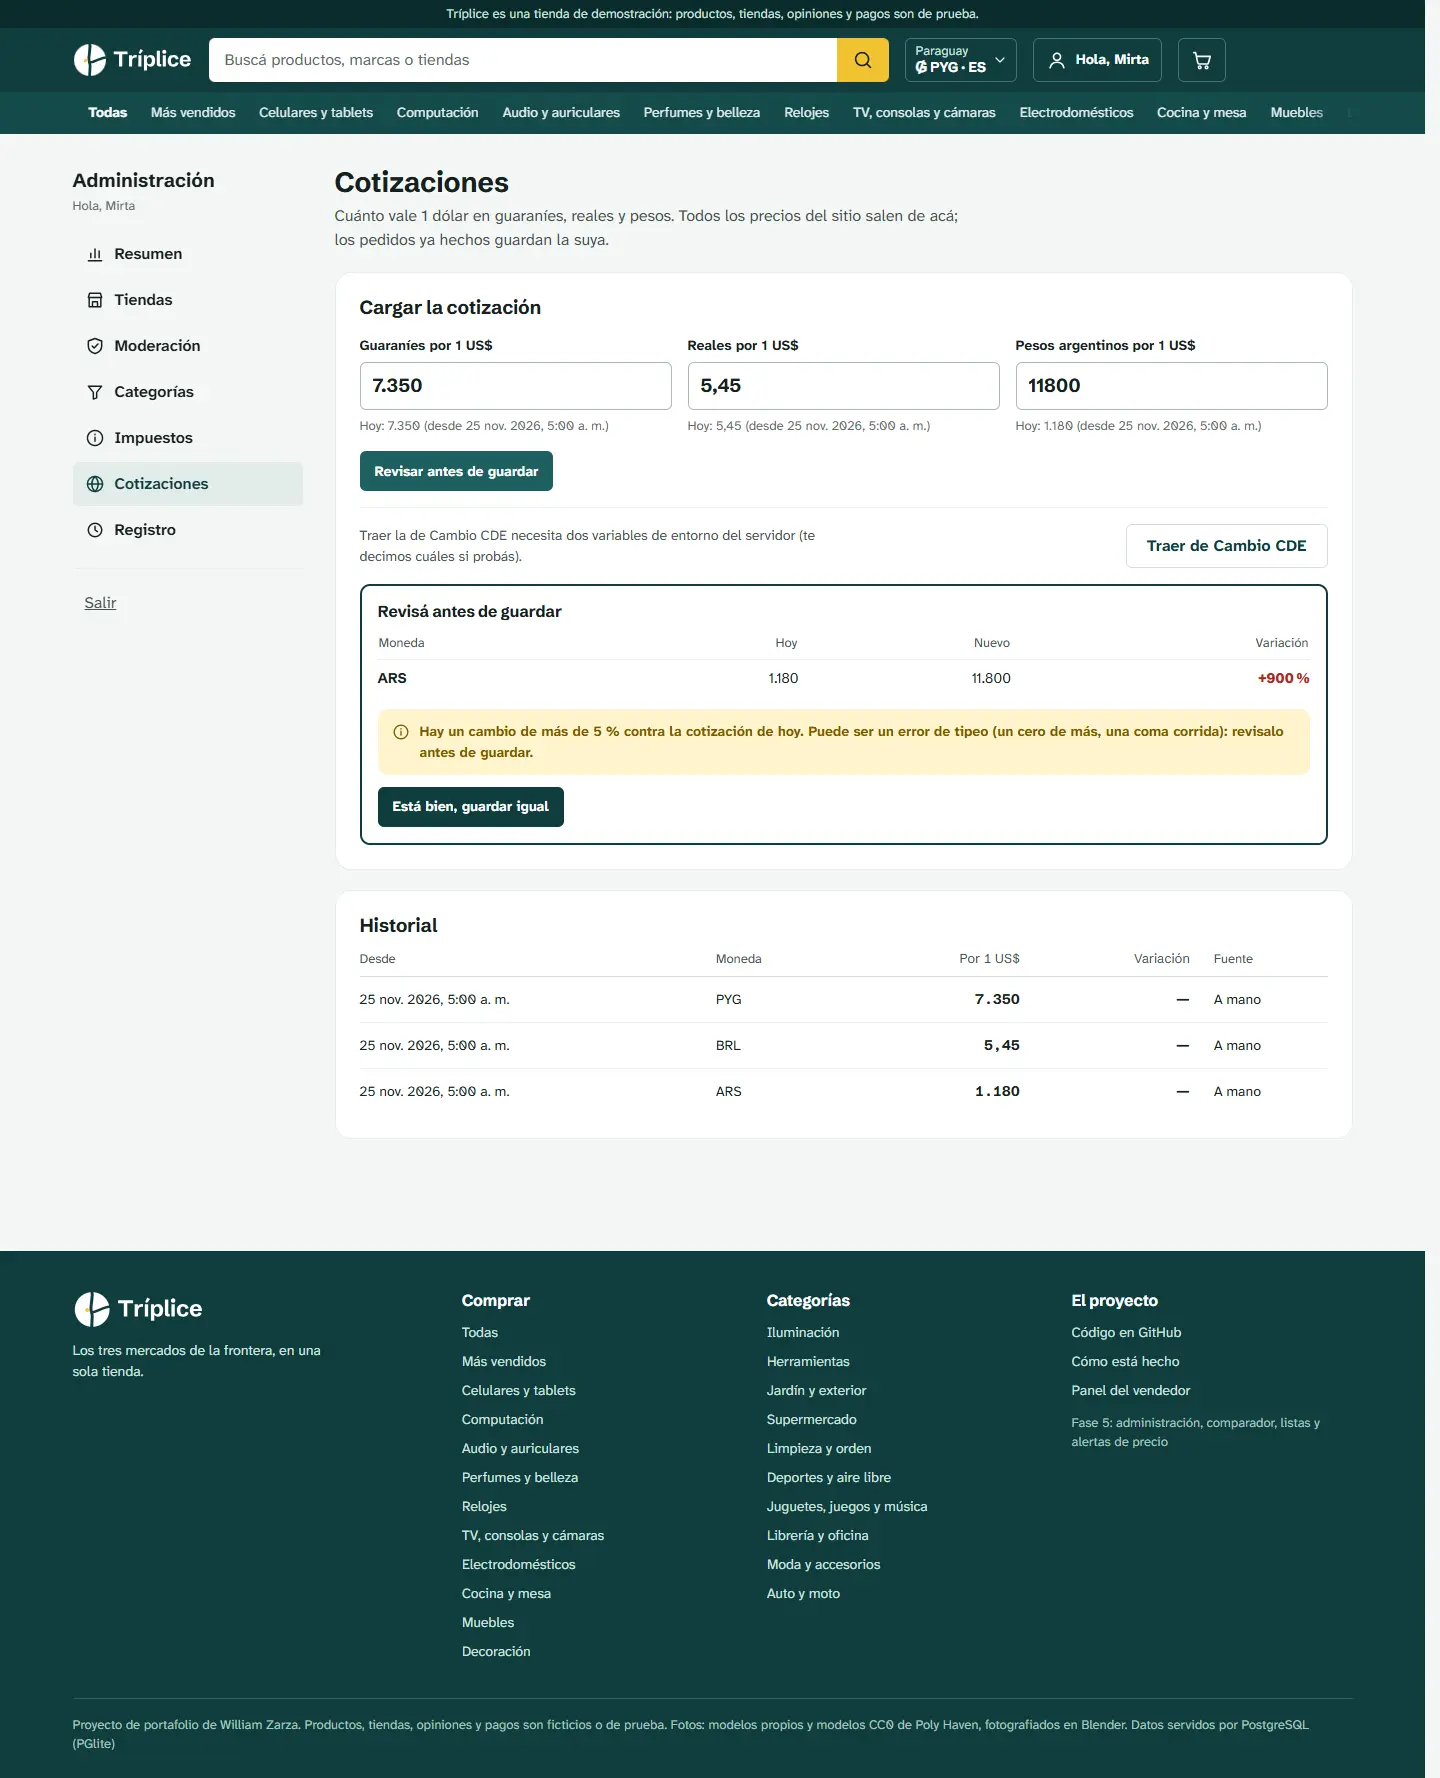 Tríplice es una tienda de demostración: productos, tiendas, opiniones y pagos son de prueba.
Tríplice
Buscá productos, marcas o tiendas
Paraguay
₲ PYG · ES
Hola, Mirta
Todas
Más vendidos
Celulares y tablets
Computación
Audio y auriculares
Perfumes y belleza
Relojes
TV, consolas y cámaras
Electrodomésticos
Cocina y mesa
Muebles
Administración
Hola, Mirta
Resumen
Tiendas
Moderación
Categorías
Impuestos
Cotizaciones
Registro
Salir
Cotizaciones
Cuánto vale 1 dólar en guaraníes, reales y pesos. Todos los precios del sitio salen de acá;
los pedidos ya hechos guardan la suya.
Cargar la cotización
Guaraníes por 1 US$
Reales por 1 US$
Pesos argentinos por 1 US$
7.350
5,45
11800
Hoy: 7.350 (desde 25 nov. 2026, 5:00 a. m.)
Hoy: 5,45 (desde 25 nov. 2026, 5:00 a. m.)
Hoy: 1.180 (desde 25 nov. 2026, 5:00 a. m.)
Revisar antes de guardar
Traer la de Cambio CDE necesita dos variables de entorno del servidor (te
decimos cuáles si probás).
Traer de Cambio CDE
Revisá antes de guardar
Moneda Hoy Nuevo Variación
ARS 1.180 11.800 +900 %
Hay un cambio de más de 5 % contra la cotización de hoy. Puede ser un error de tipeo (un cero de más, una coma corrida): revisalo
antes de guardar.
Está bien, guardar igual
Historial
Desde Moneda Por 1 US$ Variación Fuente
25 nov. 2026, 5:00 a. m. PYG 7.350 — A mano
25 nov. 2026, 5:00 a. m. BRL 5,45 — A mano
25 nov. 2026, 5:00 a. m. ARS 1.180 — A mano
Tríplice
Los tres mercados de la frontera, en una
sola tienda.
Comprar
Todas
Más vendidos
Celulares y tablets
Computación
Audio y auriculares
Perfumes y belleza
Relojes
TV, consolas y cámaras
Electrodomésticos
Cocina y mesa
Muebles
Decoración
Categorías
Iluminación
Herramientas
Jardín y exterior
Supermercado
Limpieza y orden
Deportes y aire libre
Juguetes, juegos y música
Librería y oficina
Moda y accesorios
Auto y moto
El proyecto
Código en GitHub
Cómo está hecho
Panel del vendedor
Fase 5: administración, comparador, listas y
alertas de precio
Proyecto de portafolio de William Zarza. Productos, tiendas, opiniones y pagos son ficticios o de prueba. Fotos: modelos propios y modelos CC0 de Poly Haven, fotografiados en Blender. Datos servidos por PostgreSQL
(PGlite)